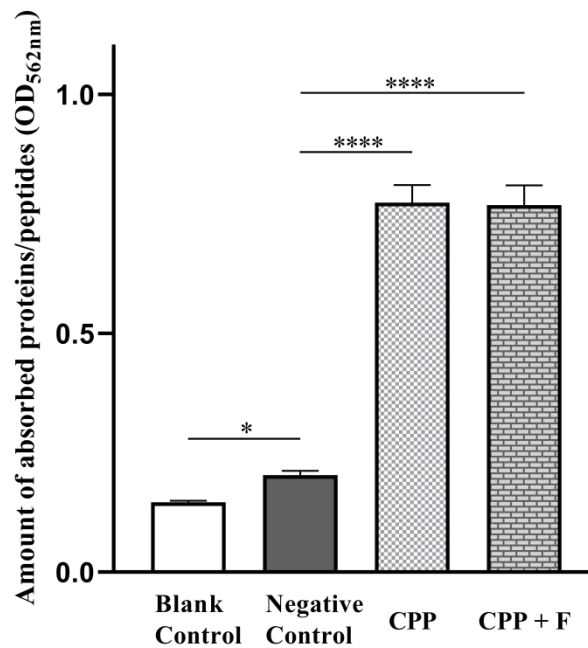 Amount of absorbed proteins/peptides (OD562nm)
1.0
0.5
0.0
****
****
*
Blank
Control
Negative
Control
CPP
CPP + F